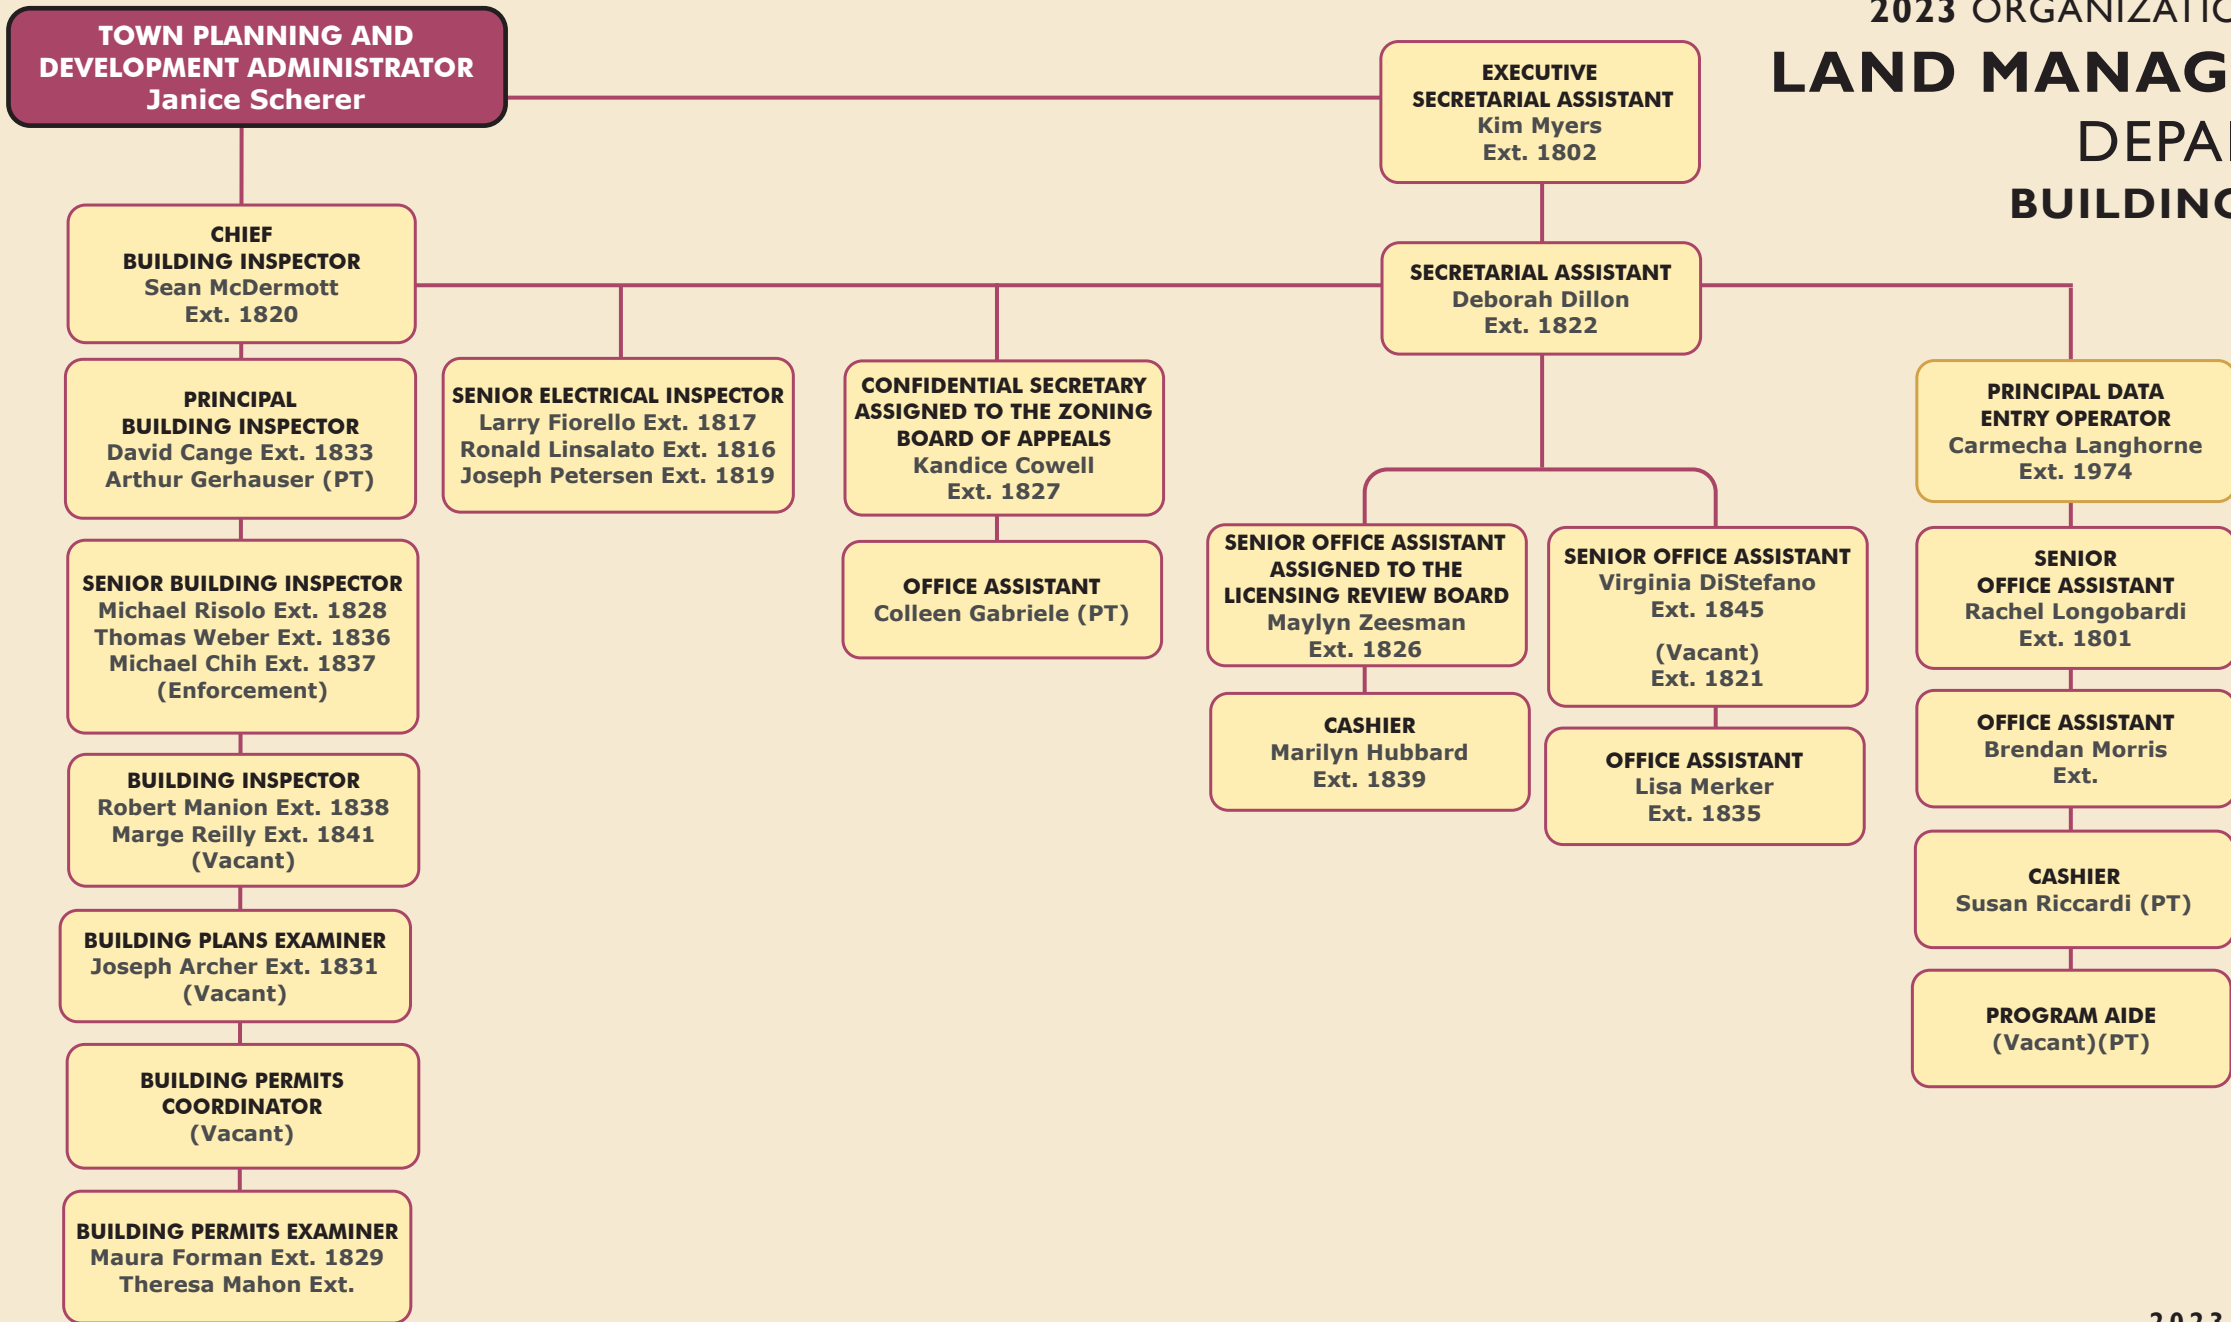 TOWN PLANNING AND
DEVELOPMENT ADMINISTRATOR
Janice Scherer
EXECUTIVE
SECRETARIAL ASSISTANT
Kim Myers
Ext. 1802
2023 ORGANIZATIO
LAND MANAG
DEPA
BUILDING
CHIEF
BUILDING INSPECTOR
Sean McDermott
Ext. 1820
SECRETARIAL ASSISTANT
Deborah Dillon
Ext. 1822
PRINCIPAL
BUILDING INSPECTOR
David Cange Ext. 1833
Arthur Gerhauser (PT)
SENIOR ELECTRICAL INSPECTOR
Larry Fiorello Ext. 1817
Ronald Linsalato Ext. 1816
Joseph Petersen Ext. 1819
CONFIDENTIAL SECRETARY
ASSIGNED TO THE ZONING
BOARD OF APPEALS
Kandice Cowell
Ext. 1827
PRINCIPAL DATA
ENTRY OPERATOR
Carmecha Langhorne
Ext. 1974
SENIOR BUILDING INSPECTOR
Michael Risolo Ext. 1828
Thomas Weber Ext. 1836
Michael Chih Ext. 1837
(Enforcement)
OFFICE ASSISTANT
Colleen Gabriele (PT)
SENIOR OFFICE ASSISTANT
ASSIGNED TO THE
LICENSING REVIEW BOARD
Maylyn Zeesman
Ext. 1826
SENIOR OFFICE ASSISTANT
Virginia DiStefano
Ext. 1845
(Vacant)
Ext. 1821
SENIOR
OFFICE ASSISTANT
Rachel Longobardi
Ext. 1801
CASHIER
Marilyn Hubbard
Ext. 1839
OFFICE ASSISTANT
Lisa Merker
Ext. 1835
OFFICE ASSISTANT
Brendan Morris
Ext.
BUILDING INSPECTOR
Robert Manion Ext. 1838
Marge Reilly Ext. 1841
(Vacant)
CASHIER
Susan Riccardi (PT)
BUILDING PLANS EXAMINER
Joseph Archer Ext. 1831
(Vacant)
PROGRAM AIDE
(Vacant)(PT)
BUILDING PERMITS
COORDINATOR
(Vacant)
BUILDING PERMITS EXAMINER
Maura Forman Ext. 1829
Theresa Mahon Ext.
2023